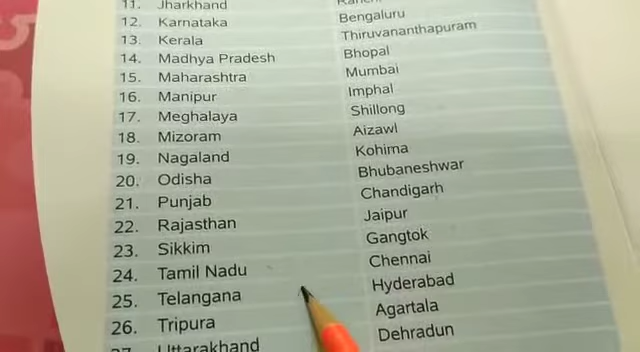 11. Jharkhand Ranchi
12. Karnataka Bengaluru
13. Kerala Thiruvananthapuram
14. Madhya Pradesh Bhopal
15. Maharashtra Mumbai
16. Manipur Imphal
17. Meghalaya Shillong
18. Mizoram Aizawl
19. Nagaland Kohima
20. Odisha Bhubaneshwar
21. Punjab Chandigarh
22. Rajasthan Jaipur
23. Sikkim Gangtok
24. Tamil Nadu Chennai
25. Telangana Hyderabad
26. Tripura Agartala
27. Uttarakhand Dehradun